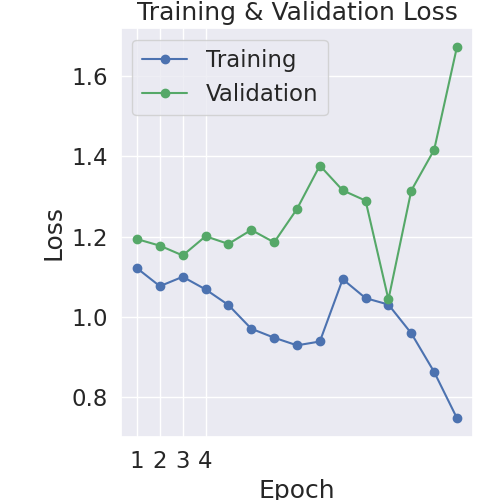 Training & Validation Loss
Training
Validation
1.6
1.4
1.2
1.0
0.8
Loss
1 2 3 4
Epoch